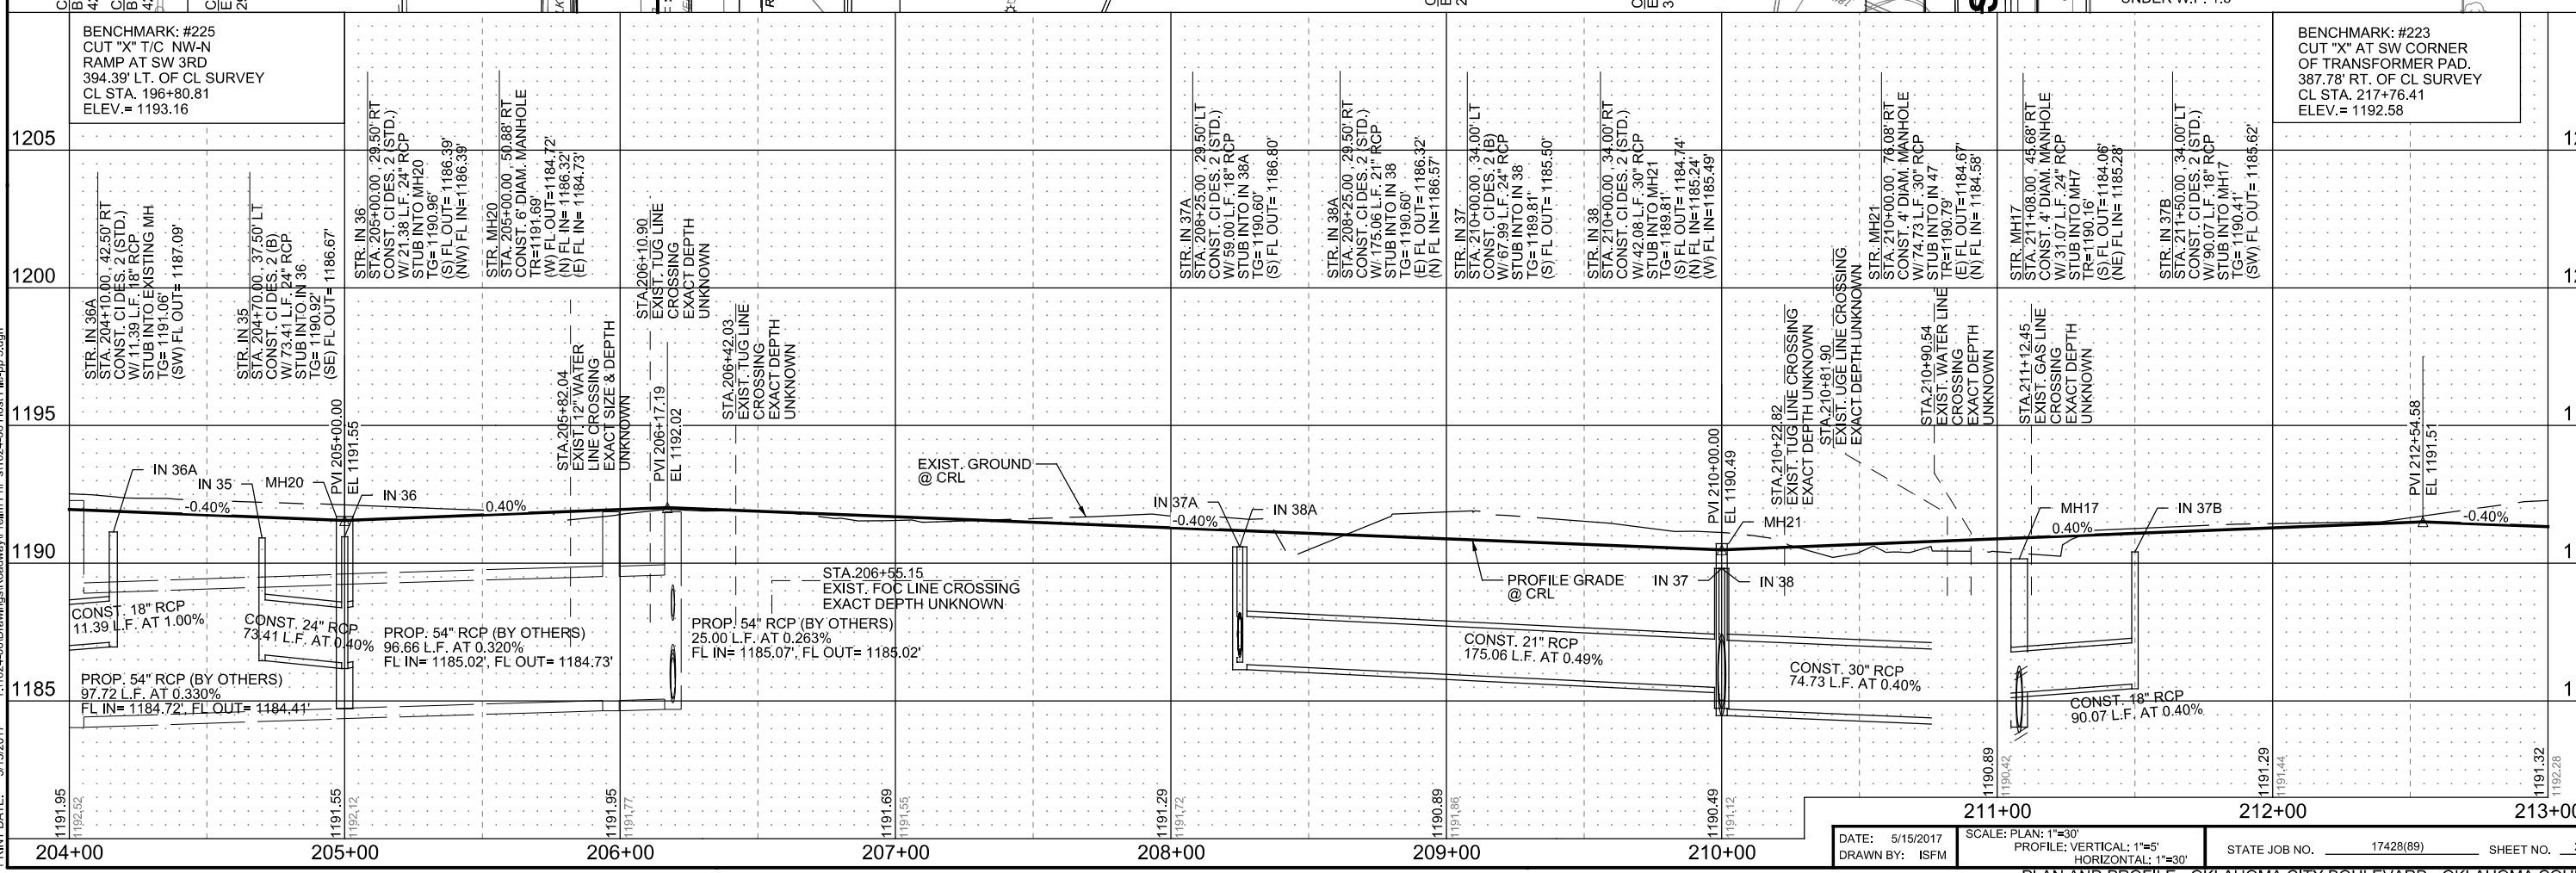 BENCHMARK: #225
CUT "X" T/C NW-N
RAMP AT SW 3RD
394.39' LT. OF CL SURVEY
CL STA. 196+80.81
ELEV.= 1193.16
BENCHMARK: #223
CUT "X" AT SW CORNER
OF TRANSFORMER PAD.
387.78' RT. OF CL SURVEY
CL STA. 217+76.41
ELEV.= 1192.58
1205
1200
1195
1190
1185
STR. IN 36A
STA. 204+10.00 , 42.50' RT
CONST. CI DES. 2 (STD.)
W/ 11.39 L.F. 18" RCP
STUB INTO EXISTING MH
TG= 1191.06'
(SW) FL OUT= 1187.09'
STR. IN 35
STA. 204+70.00 , 37.50' LT
CONST. CI DES. 2 (B)
W/ 73.41 L.F. 24" RCP
STUB INTO IN 36
TG= 1190.92'
(SE) FL OUT= 1186.67'
STR. IN 36
STA. 205+00.00 , 29.50' RT
CONST. CI DES. 2 (STD.)
W/ 21.38 L.F. 24" RCP
STUB INTO MH20
TG= 1190.96'
(S) FL OUT= 1186.39'
(NW) FL IN=1186.39'
STR. MH20
STA. 205+00.00 , 50.88' RT
CONST. 6' DIAM. MANHOLE
TR=1191.69'
(W) FL OUT=1184.72'
(N) FL IN= 1186.32'
(E) FL IN= 1184.73'
STA.205+82.04
EXIST. 12" WATER
LINE CROSSING
EXACT SIZE & DEPTH
UNKNOWN
STA.206+10.90
EXIST. TUG LINE
CROSSING
EXACT DEPTH
UNKNOWN
PVI 206+17.19
EL 1192.02
STA.206+42.03
EXIST. TUG LINE
CROSSING
EXACT DEPTH
UNKNOWN
STR. IN 37A
STA. 208+25.00 , 29.50' LT
CONST. CI DES. 2 (STD.)
W/ 59.00 L.F. 18" RCP
STUB INTO IN 38A
TG= 1190.60'
(S) FL OUT= 1186.80'
STR. IN 38A
STA. 208+25.00 , 29.50' RT
CONST. CI DES. 2 (STD.)
W/ 175.06 L.F. 21" RCP
STUB INTO IN 38
TG= 1190.60'
(E) FL OUT= 1186.32'
(N) FL IN=1186.57'
STR. IN 37
STA. 210+00.00 , 34.00' LT
CONST. CI DES. 2 (B)
W/ 67.99 L.F. 24" RCP
STUB INTO IN 38
TG= 1189.81'
(S) FL OUT= 1185.50'
STR. IN 38
STA. 210+00.00 , 34.00' RT
CONST. CI DES. 2 (STD.)
W/ 42.08 L.F. 30" RCP
STUB INTO MH21
TG= 1189.81'
(S) FL OUT= 1184.74'
(N) FL IN=1185.24'
(W) FL IN=1185.49'
STR. MH21
STA. 210+00.00 , 76.08' RT
CONST. 4' DIAM. MANHOLE
W/ 74.73 L.F. 30" RCP
STUB INTO IN 47
TR=1190.79'
(E) FL OUT=1184.67'
(N) FL IN= 1184.58'
STR. MH17
STA. 211+08.00 , 45.68' RT
CONST. 4' DIAM. MANHOLE
W/ 31.07 L.F. 24" RCP
STUB INTO MH7
TR=1190.16'
(S) FL OUT=1184.06'
(NE) FL IN= 1185.28'
STR. IN 37B
STA. 211+50.00 , 34.00' LT
CONST. CI DES. 2 (STD.)
W/ 90.07 L.F. 18" RCP
STUB INTO MH17
TG= 1190.41'
(SW) FL OUT= 1185.62'
PVI 205+00.00
EL 1191.55
PVI 210+00.00
EL 1190.49
STA.210+22.82
EXIST. TUG LINE CROSSING
EXACT DEPTH UNKNOWN
STA.210+81.90
EXIST. UGE LINE CROSSING
EXACT DEPTH UNKNOWN
STA.210+90.54
EXIST. WATER LINE
CROSSING
EXACT DEPTH
UNKNOWN
STA.211+12.45
EXIST. GAS LINE
CROSSING
EXACT DEPTH
UNKNOWN
PVI 212+54.58
EL 1191.51
IN 36A
IN 35
MH20
IN 36
-0.40%
0.40%
EXIST. GROUND
@ CRL
IN 37A
-0.40%
IN 38A
MH21
MH17
0.40%
IN 37B
-0.40%
PROFILE GRADE
@ CRL
IN 37
IN 38
STA.206+55.15
EXIST. FOC LINE CROSSING
EXACT DEPTH UNKNOWN
CONST. 18" RCP
11.39 L.F. AT 1.00%
CONST. 24" RCP
73.41 L.F. AT 0.40%
PROP. 54" RCP (BY OTHERS)
96.66 L.F. AT 0.320%
FL IN= 1185.02', FL OUT= 1184.73'
PROP. 54" RCP (BY OTHERS)
25.00 L.F. AT 0.263%
FL IN= 1185.07', FL OUT= 1185.02'
PROP. 54" RCP (BY OTHERS)
97.72 L.F. AT 0.330%
FL IN= 1184.72', FL OUT= 1184.41'
CONST. 21" RCP
175.06 L.F. AT 0.49%
CONST. 30" RCP
74.73 L.F. AT 0.40%
CONST. 18" RCP
90.07 L.F. AT 0.40%
1191.95
1192.52
1191.55
1192.12
1191.95
1191.77
1191.69
1191.55
1191.29
1191.72
1190.89
1191.86
1190.49
1191.12
1190.89
1190.42
1191.29
1191.44
1191.32
1192.28
204+00
205+00
206+00
207+00
208+00
209+00
210+00
211+00
212+00
DATE: 5/15/2017
DRAWN BY: ISFM
SCALE: PLAN: 1"=30'
PROFILE: VERTICAL: 1"=5'
HORIZONTAL: 1"=30'
STATE JOB NO. 17428(89)
SHEET NO.